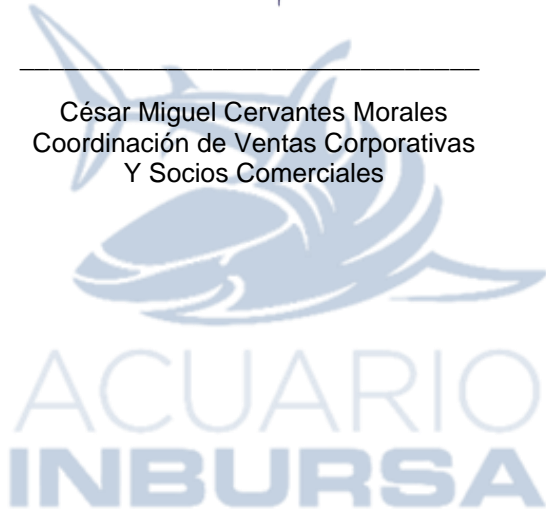 César Miguel Cervantes Morales
Coordinación de Ventas Corporativas
Y Socios Comerciales
ACUARIO
INBURSA